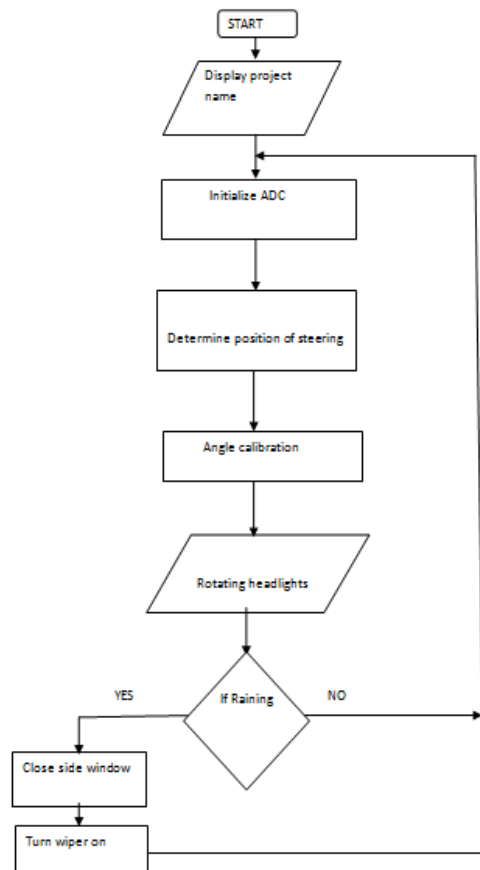 START
Display project
name
Initialize ADC
Determine position of steering
Angle calibration
Rotating headlights
If Raining
YES
NO
Close side window
Turn wiper on